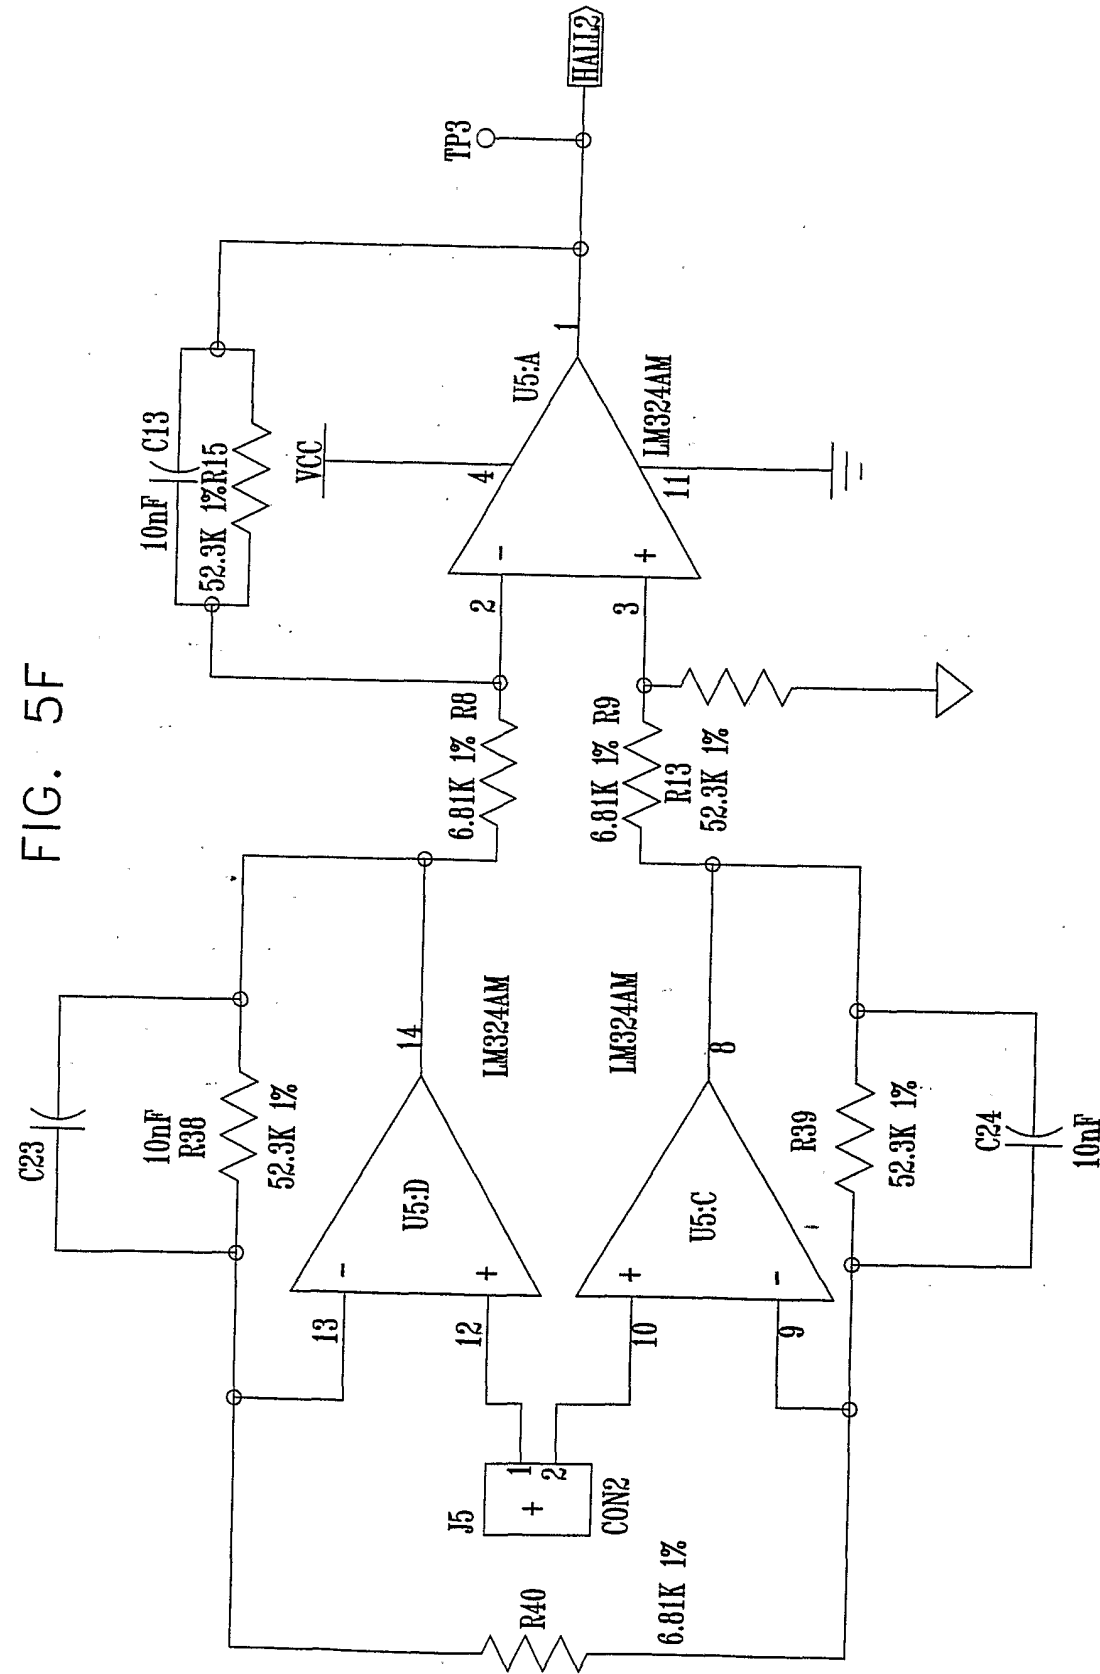 FIG. 5F
HALL2
TP3
C13
10nF
52.3K 1% R15
VCC
U5:A
LM324AM
1
4
11
2
3
6.81K 1% R8
6.81K 1% R9
R13
52.3K 1%
C23
10nF
R38
52.3K 1%
14
LM324AM
U5:D
13
12
LM324AM
8
U5:C
10
9
R39
52.3K 1%
C24
10nF
J5
1
2
CON2
R40
6.81K 1%